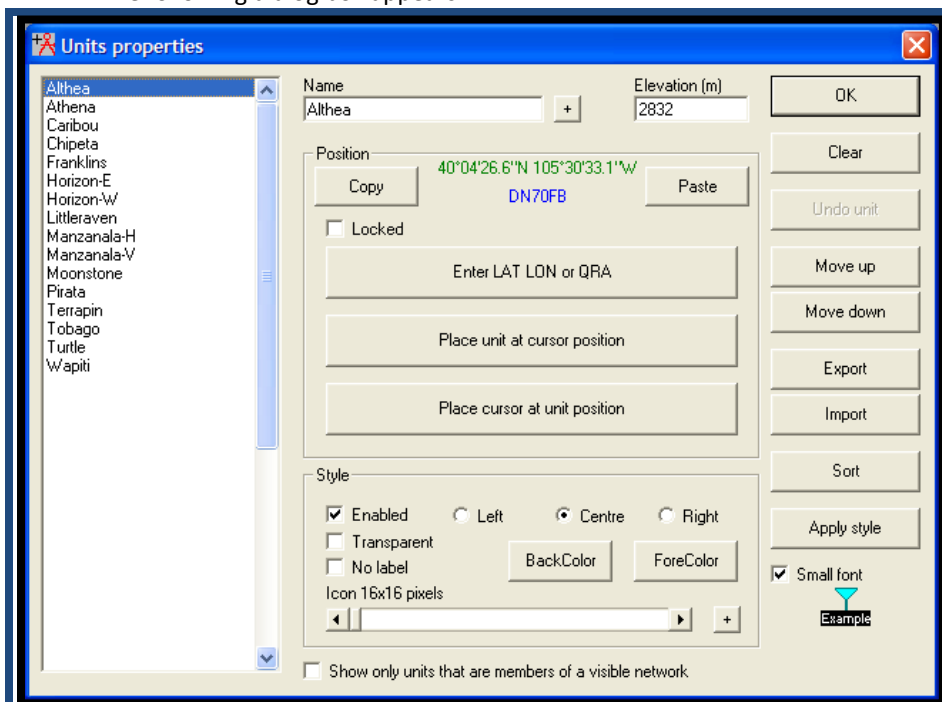 Units properties
Althea
Athena
Caribou
Chipeta
Franklins
Horizon-E
Horizon-W
Littleraven
Manzanala-H
Manzanala-V
Moonstone
Pirata
Terrapin
Tobago
Turtle
Wapiti
Name
Elevation (m)
Althea
+
2832
Position
40°04'26.6''N 105°30'33.1''W
Copy
DN70FB
Paste
Locked
Enter LAT LON or QRA
Place unit at cursor position
Place cursor at unit position
Style
Enabled
Left
Centre
Right
Transparent
No label
BackColor
ForeColor
Icon 16x16 pixels
+
Show only units that are members of a visible network
OK
Clear
Undo unit
Move up
Move down
Export
Import
Sort
Apply style
Small font
Example